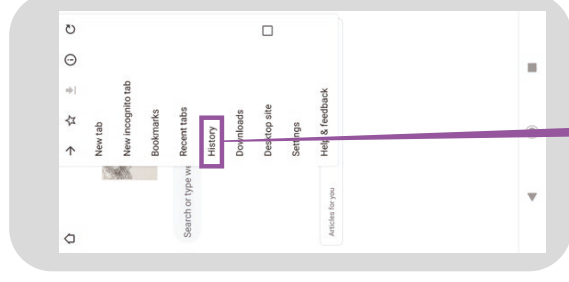 New tab
New incognito tab
Bookmarks
Recent tabs
History
Downloads
Desktop site
Settings
Help & feedback
Search or type we
Articles for you